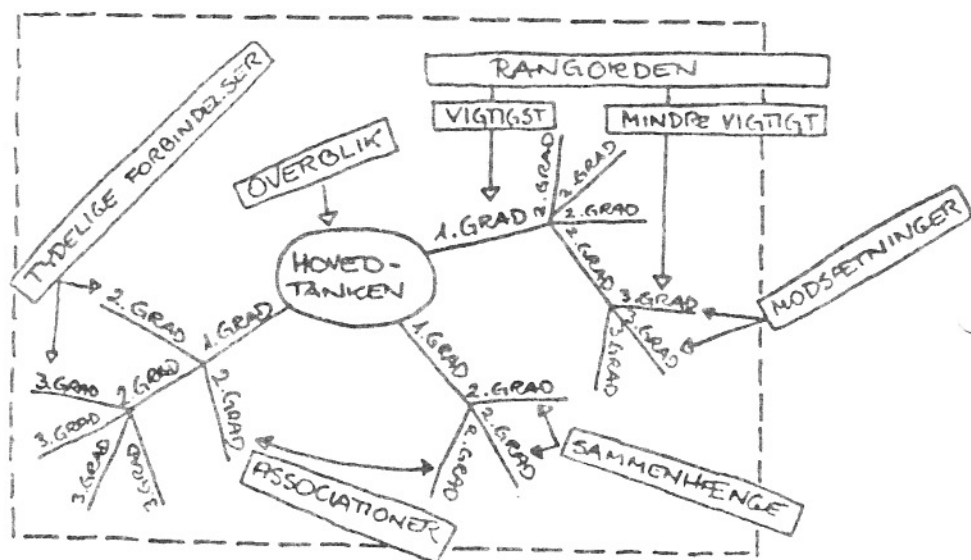 RANGORDEN
VIGTIGST
MINDRE VIGTIGT
TYDELIGE FORBINDELSER
OVERBLIK
HOVED-
TANKEN
1.GRAD
2.GRAD
2.GRAD
2.GRAD
2.GRAD
3.GRAD
3.GRAD
3.GRAD
MODSÆTNINGER
1.GRAD
2.GRAD
2.GRAD
2.GRAD
3.GRAD
3.GRAD
3.GRAD
3.GRAD
1.GRAD
2.GRAD
2.GRAD
2.GRAD
ASSOCIATIONER
SAMMENHÆNGE